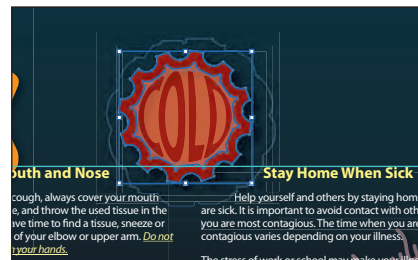 COLD
outh and Nose
cough, always cover your mouth
e, and throw the used tissue in the
ave time to find a tissue, sneeze or
of your elbow or upper arm. Do not
your hands.
Stay Home When Sick
Help yourself and others by staying hom
are sick. It is important to avoid contact with oth
you are most contagious. The time when you are
contagious varies depending on your illness.